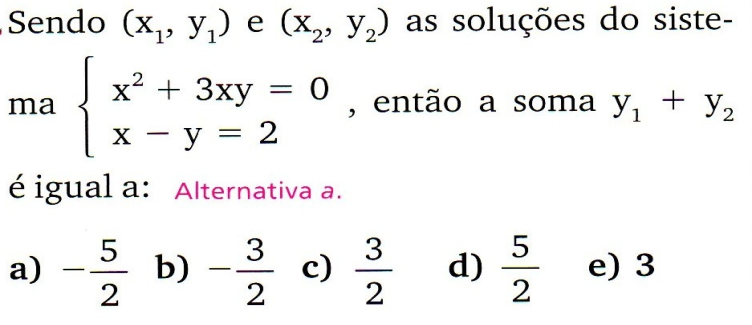 Sendo (x₁, y₁) e (x₂, y₂) as soluções do siste-
ma { x² + 3xy = 0
x − y = 2 , então a soma y₁ + y₂
é igual a: Alternativa a.
a) −5/2 b) −3/2 c) 3/2 d) 5/2 e) 3